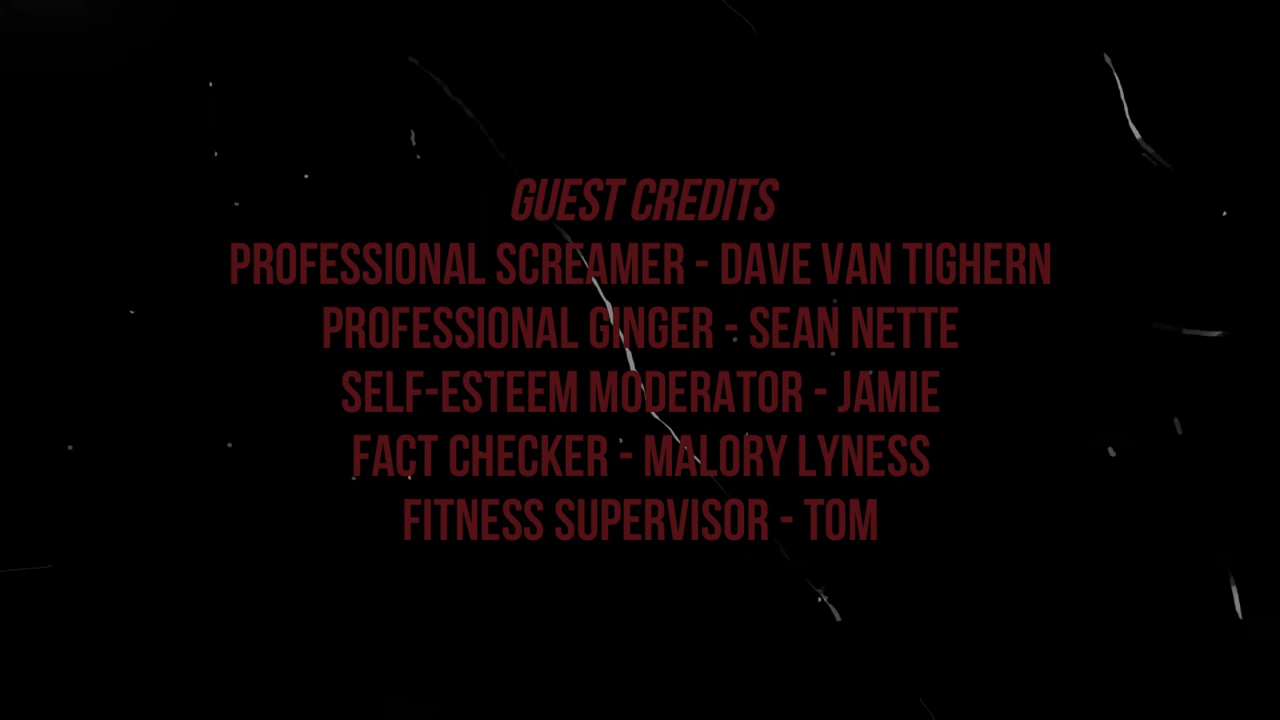 GUEST CREDITS
PROFESSIONAL SCREAMER - DAVE VAN TIGHERN
PROFESSIONAL GINGER - SEAN NETTE
SELF-ESTEEM MODERATOR - JAMIE
FACT CHECKER - MALORY LYNESS
FITNESS SUPERVISOR - TOM